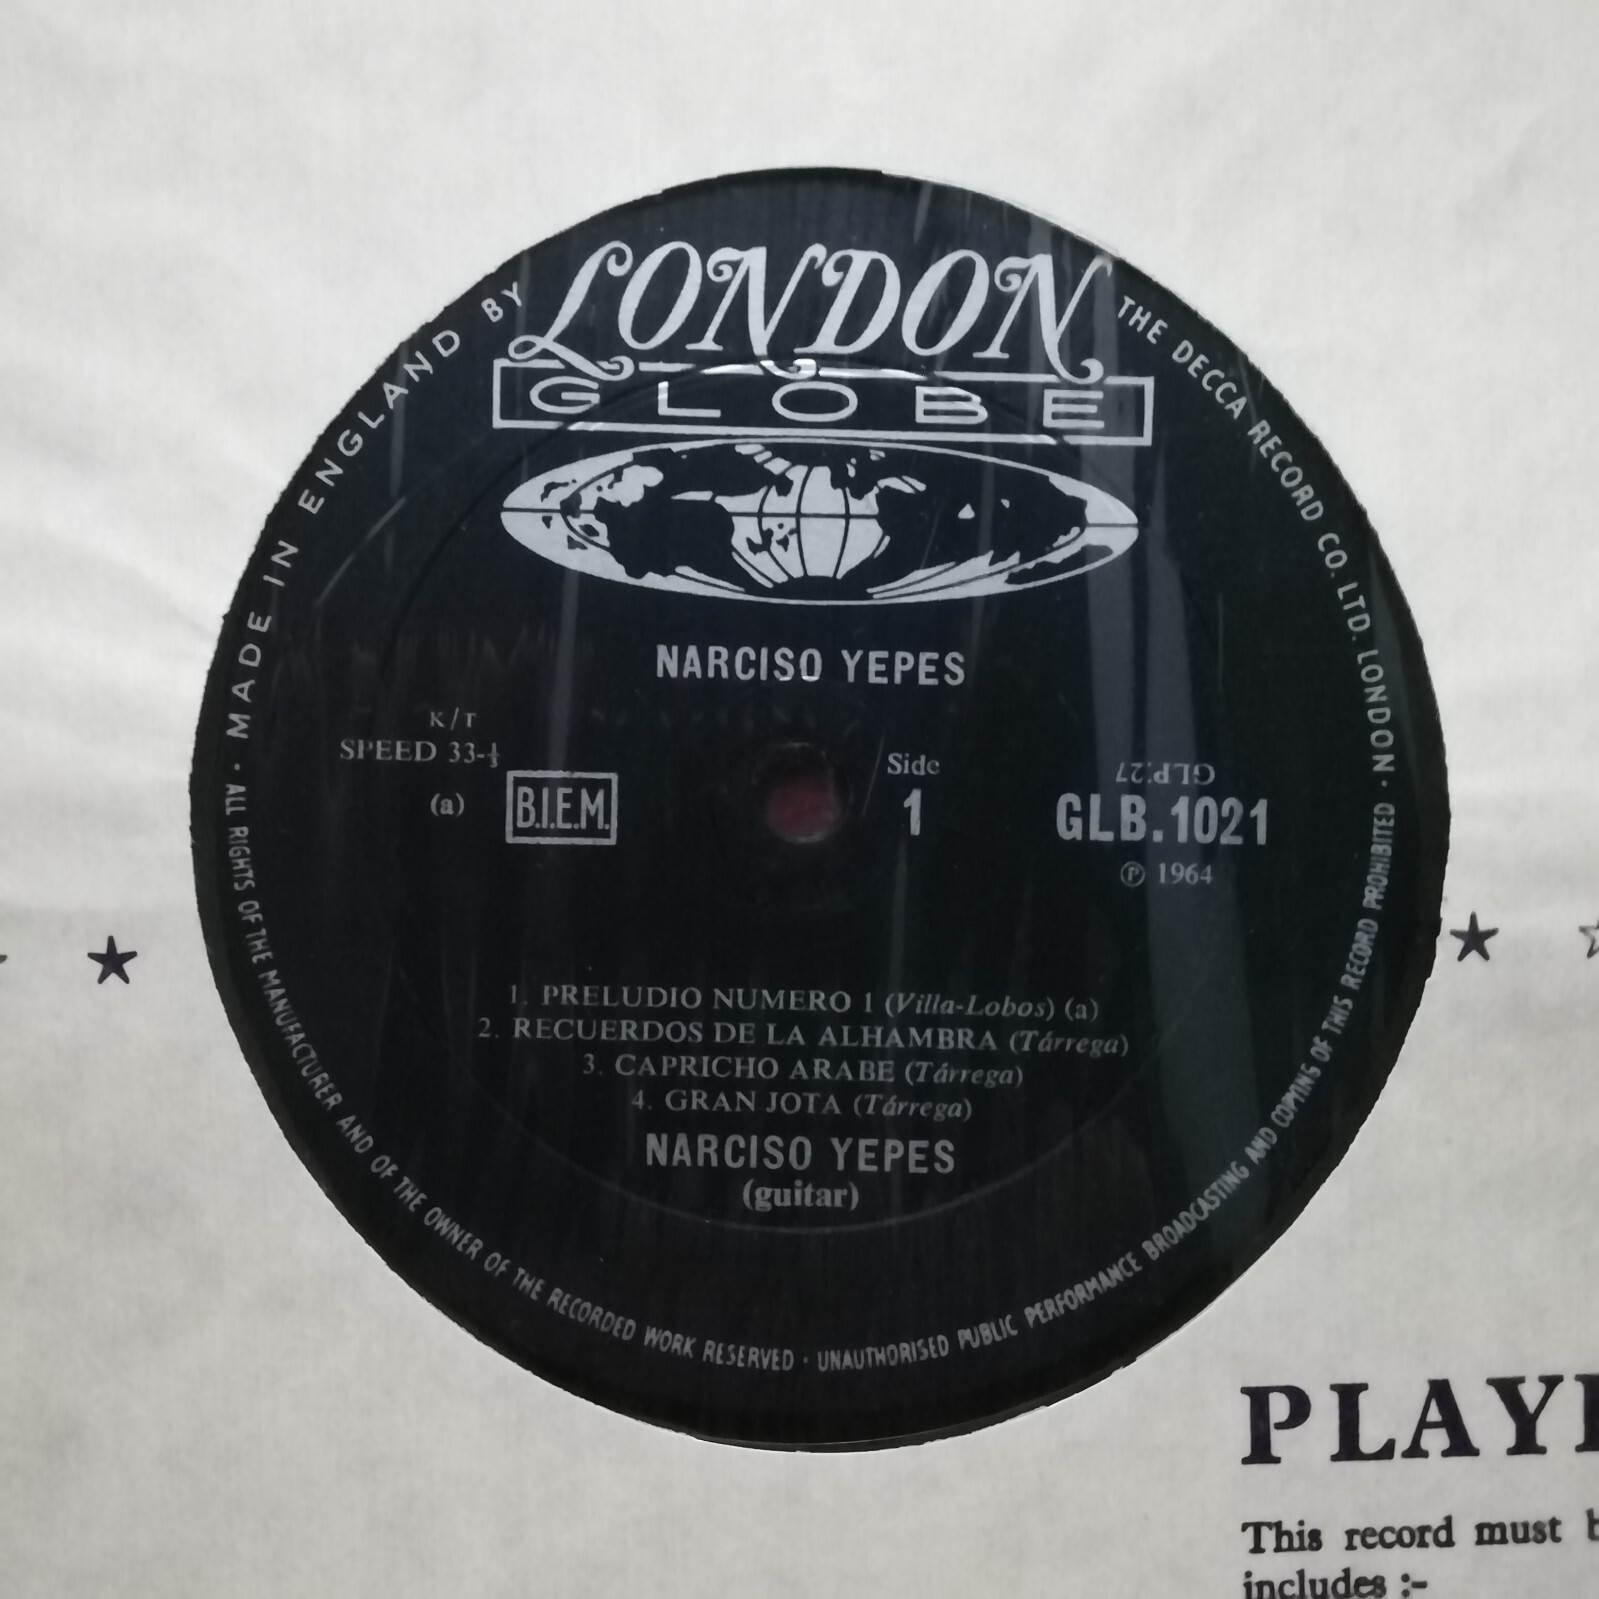 LONDON
GLOBE
MADE IN ENGLAND BY
THE DECCA RECORD CO. LTD. LONDON
NARCISO YEPES
K/T
SPEED 33-⅓
(a)
B.I.E.M.
Side
1
GLP.27
GLB.1021
℗ 1964
1. PRELUDIO NUMERO 1 (Villa-Lobos) (a)
2. RECUERDOS DE LA ALHAMBRA (Tárrega)
3. CAPRICHO ARABE (Tárrega)
4. GRAN JOTA (Tárrega)
NARCISO YEPES
(guitar)
· ALL RIGHTS OF THE MANUFACTURER AND OF THE OWNER OF THE RECORDED WORK RESERVED · UNAUTHORISED PUBLIC PERFORMANCE BROADCASTING AND COPYING OF THIS RECORD PROHIBITED ·
This record must
includes :-